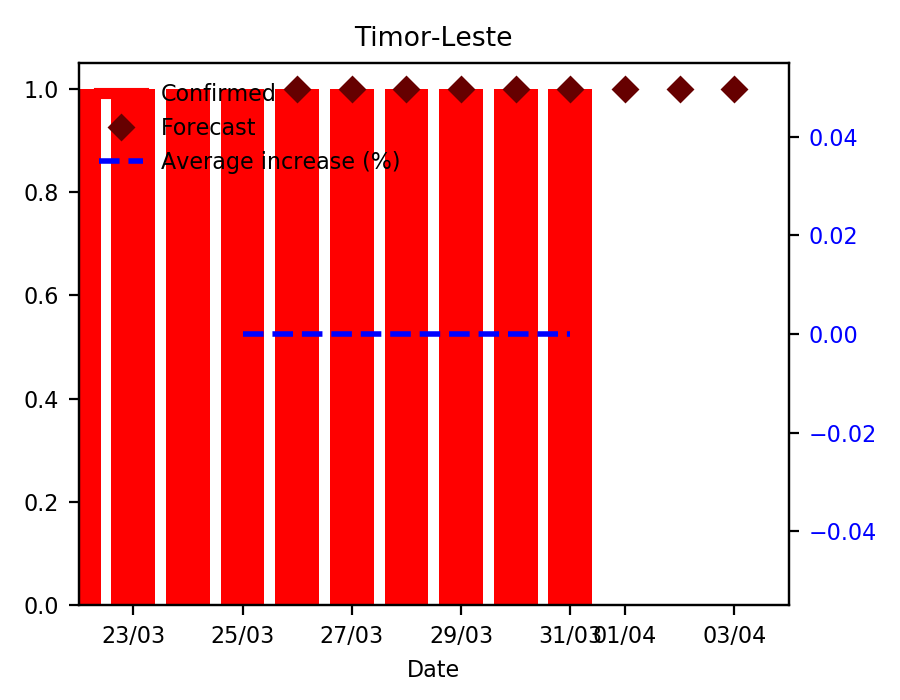 Timor-Leste
Confirmed
Forecast
Average increase (%)
1.0
0.8
0.6
0.4
0.2
0.0
0.04
0.02
0.00
−0.02
−0.04
23/03 25/03 27/03 29/03 31/03 01/04 03/04
Date